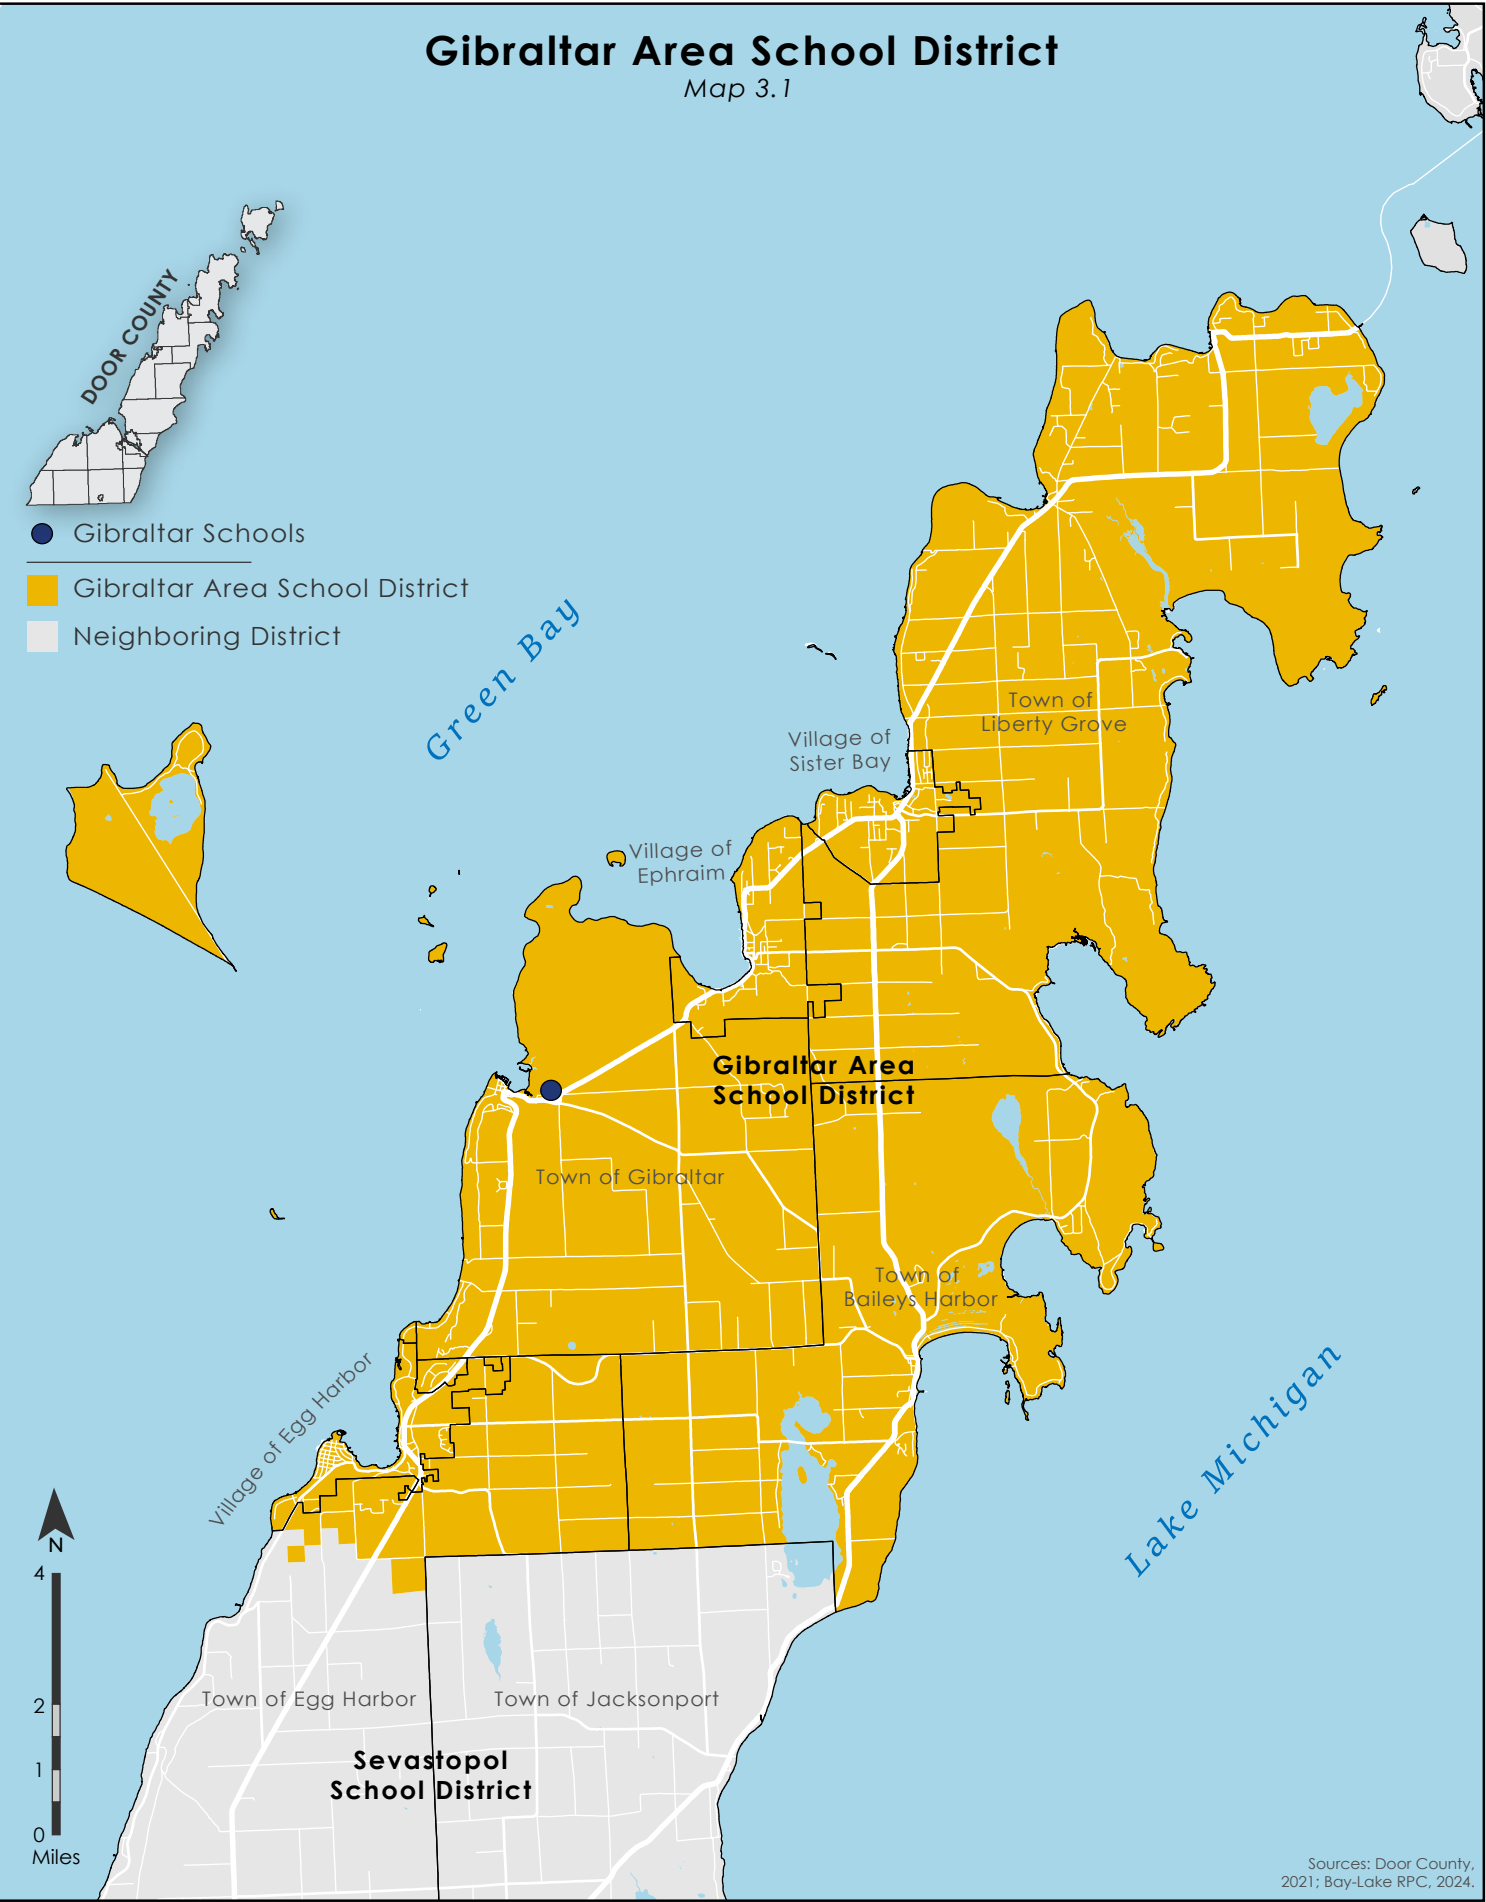 Gibraltar Area School District
Map 3.1
DOOR COUNTY
Gibraltar Schools
Gibraltar Area School District
Neighboring District
Green Bay
Town of
Liberty Grove
Village of
Sister Bay
Village of
Ephraim
Gibraltar Area
School District
Town of Gibraltar
Town of
Baileys Harbor
Village of Egg Harbor
Lake Michigan
N
4
2
1
0
Miles
Town of Egg Harbor
Town of Jacksonport
Sevastopol
School District
Sources: Door County,
2021; Bay-Lake RPC, 2024.